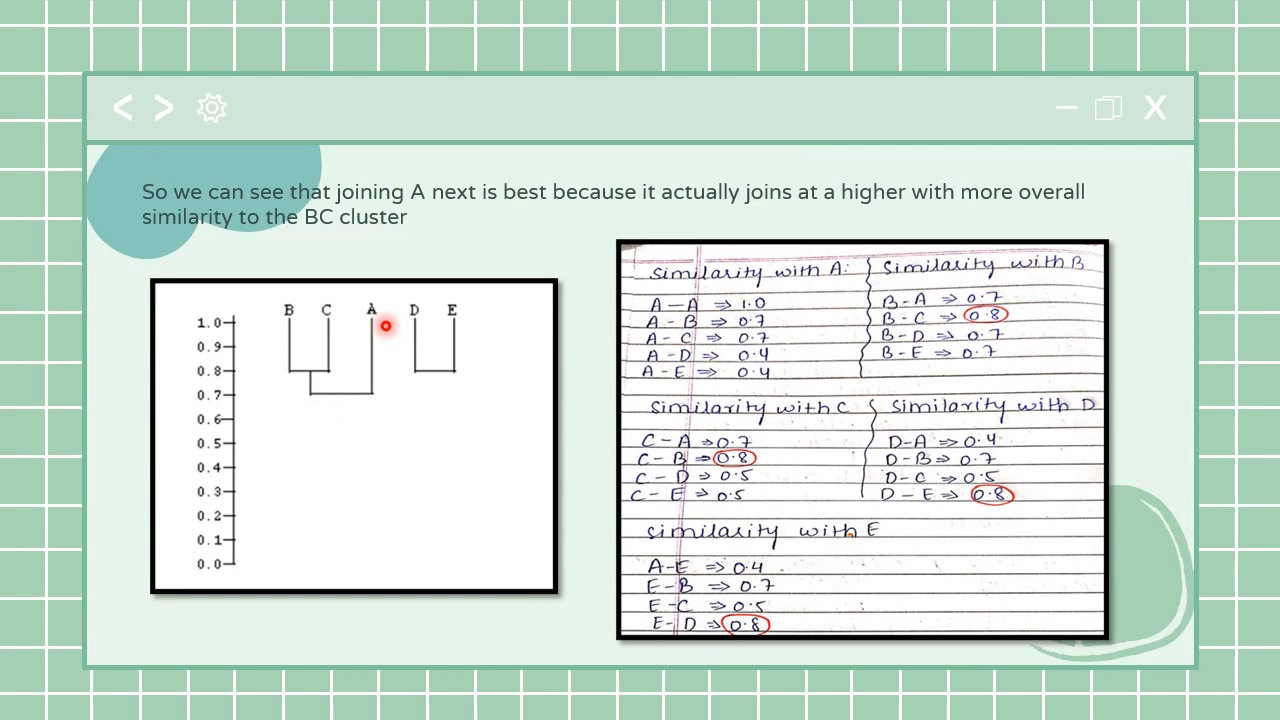 So we can see that joining A next is best because it actually joins at a higher with more overall
similarity to the BC cluster
B C A D E
1.0
0.9
0.8
0.7
0.6
0.5
0.4
0.3
0.2
0.1
0.0
Similarity with A:
A-A ⇒ 1.0
A-B ⇒ 0.7
A-C ⇒ 0.7
A-D ⇒ 0.4
A-E ⇒ 0.4
Similarity with B
B-A ⇒ 0.7
B-C ⇒ 0.8
B-D ⇒ 0.7
B-E ⇒ 0.7
Similarity with C
C-A ⇒ 0.7
C-B ⇒ 0.8
C-D ⇒ 0.5
C-E ⇒ 0.5
Similarity with D
D-A ⇒ 0.4
D-B ⇒ 0.7
D-C ⇒ 0.5
D-E ⇒ 0.8
Similarity with E
A-E ⇒ 0.4
E-B ⇒ 0.7
E-C ⇒ 0.5
E-D ⇒ 0.8